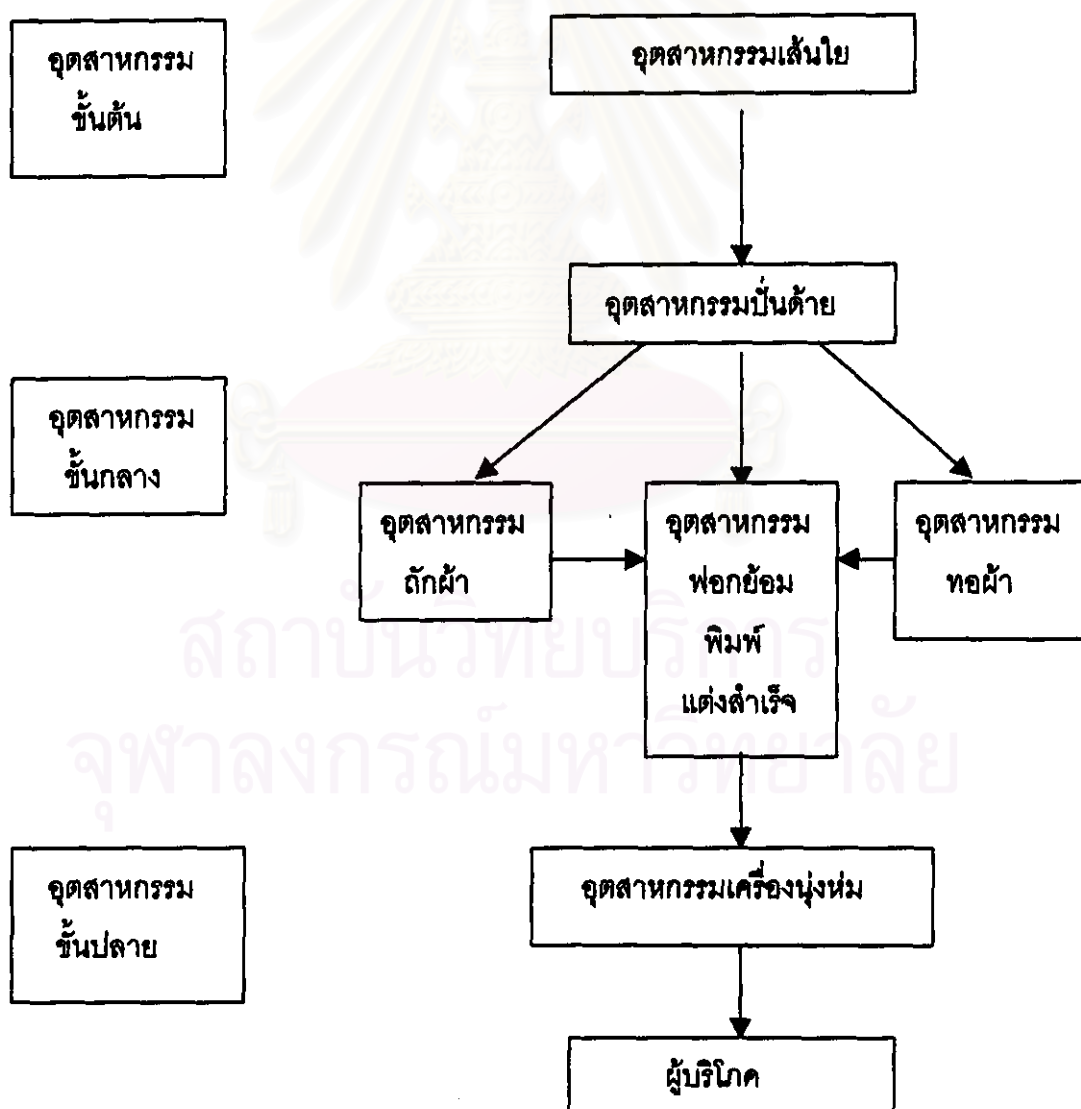 อุตสาหกรรม
ขั้นต้น
อุตสาหกรรมเส้นใย
อุตสาหกรรมปั่นด้าย
อุตสาหกรรม
ขั้นกลาง
อุตสาหกรรม
ถักผ้า
อุตสาหกรรม
ฟอกย้อม
พิมพ์
แต่งสำเร็จ
อุตสาหกรรม
ทอผ้า
สถาบันวิทยบริการ
จุฬาลงกรณ์มหาวิทยาลัย
อุตสาหกรรม
ขั้นปลาย
อุตสาหกรรมเครื่องนุ่งห่ม
ผู้บริโภค